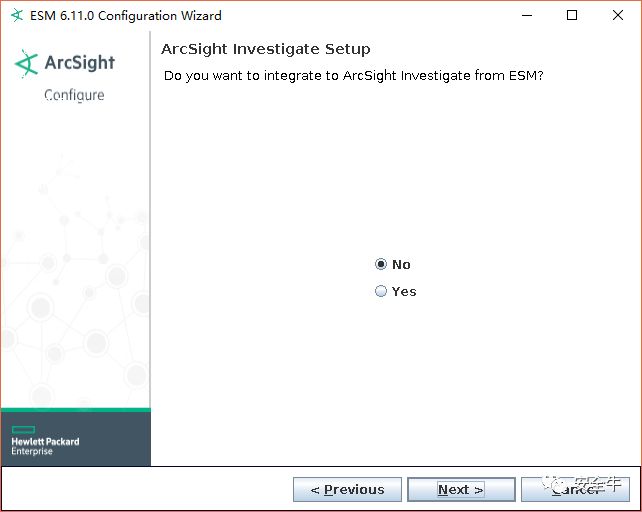 ESM 6.11.0 Configuration Wizard
ArcSight
Configure
ArcSight Investigate Setup
Do you want to integrate to ArcSight Investigate from ESM?
No
Yes
Hewlett Packard
Enterprise
< Previous
Next >
Cancel
安全牛